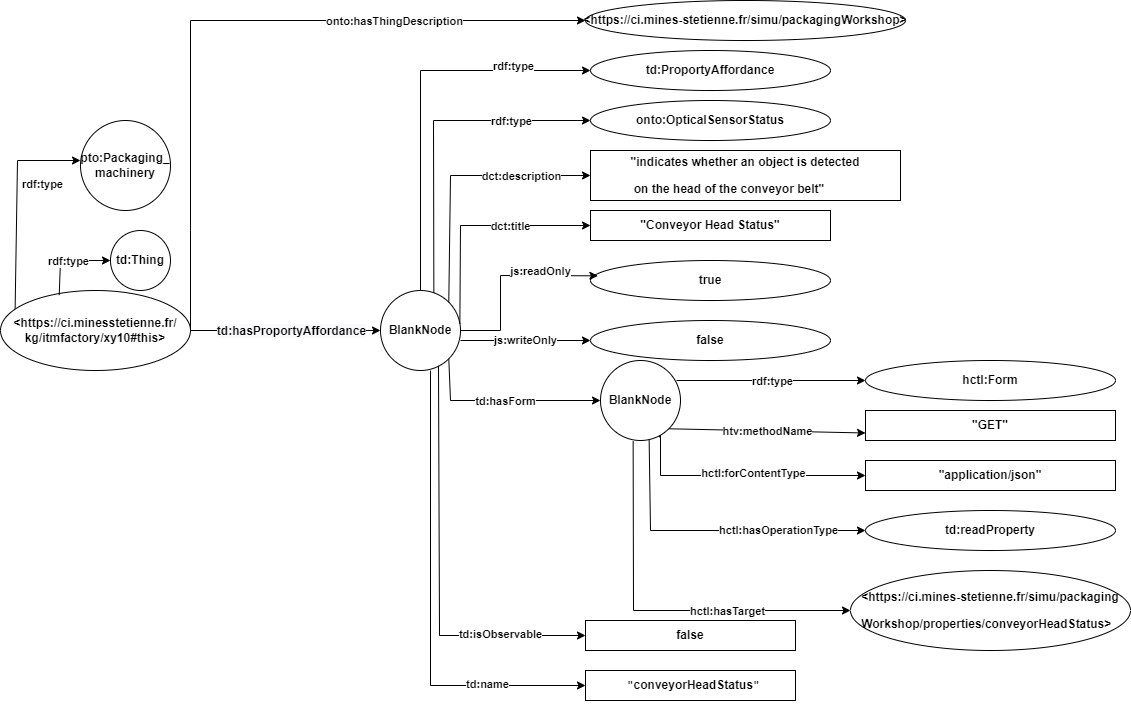 onto:hasThingDescription
<https://ci.mines-stetienne.fr/simu/packagingWorkshop>
rdf:type
td:ProportyAffordance
rdf:type
onto:OpticalSensorStatus
pto:Packaging_
machinery
rdf:type
dct:description
"indicates whether an object is detected
on the head of the conveyor belt"
dct:title
"Conveyor Head Status"
rdf:type
td:Thing
js:readOnly
true
<https://ci.minesstetienne.fr/
kg/itmfactory/xy10#this>
td:hasProportyAffordance
BlankNode
js:writeOnly
false
td:hasForm
BlankNode
rdf:type
hctl:Form
htv:methodName
"GET"
hctl:forContentType
"application/json"
hctl:hasOperationType
td:readProperty
hctl:hasTarget
<https://ci.mines-stetienne.fr/simu/packaging
Workshop/properties/conveyorHeadStatus>
td:isObservable
false
td:name
"conveyorHeadStatus"